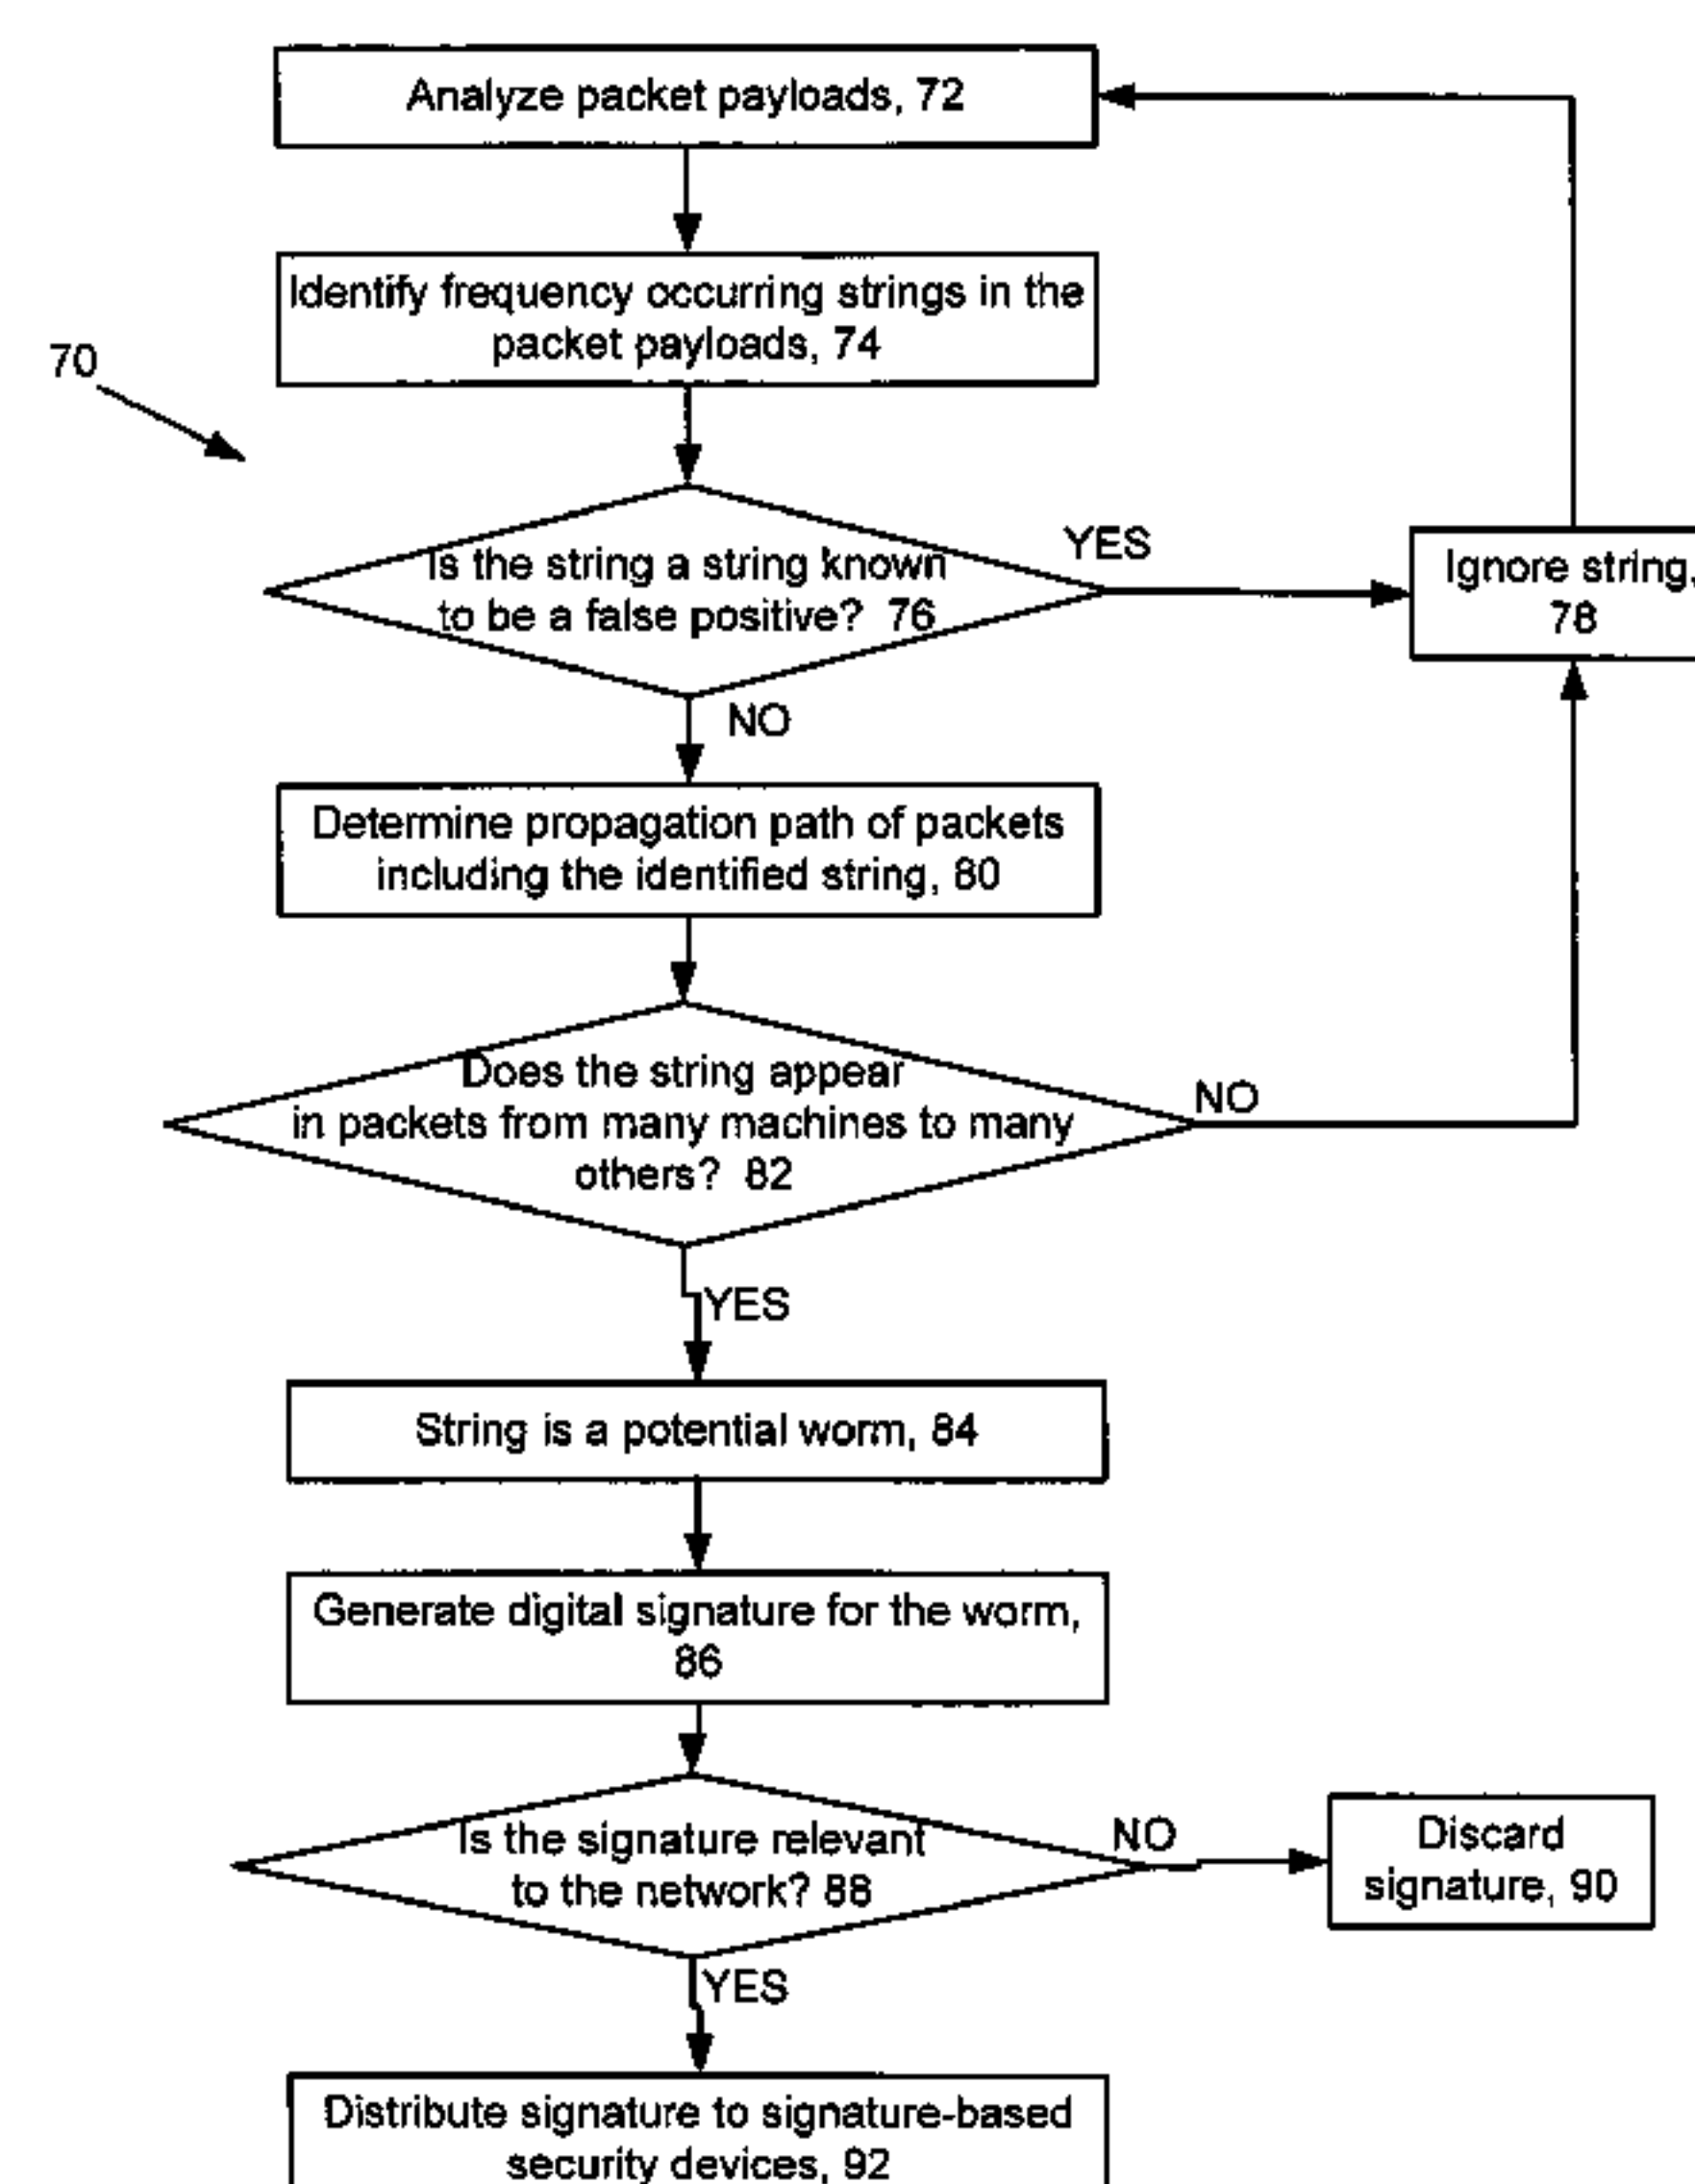 Analyze packet payloads, 72
Identify frequency occurring strings in the
packet payloads, 74
70
Is the string a string known
to be a false positive? 76
YES
Ignore string,
78
NO
Determine propagation path of packets
including the identified string, 80
Does the string appear
in packets from many machines to many
others? 82
NO
YES
String is a potential worm, 84
Generate digital signature for the worm,
86
Is the signature relevant
to the network? 88
NO
Discard
signature, 90
YES
Distribute signature to signature-based
security devices, 92